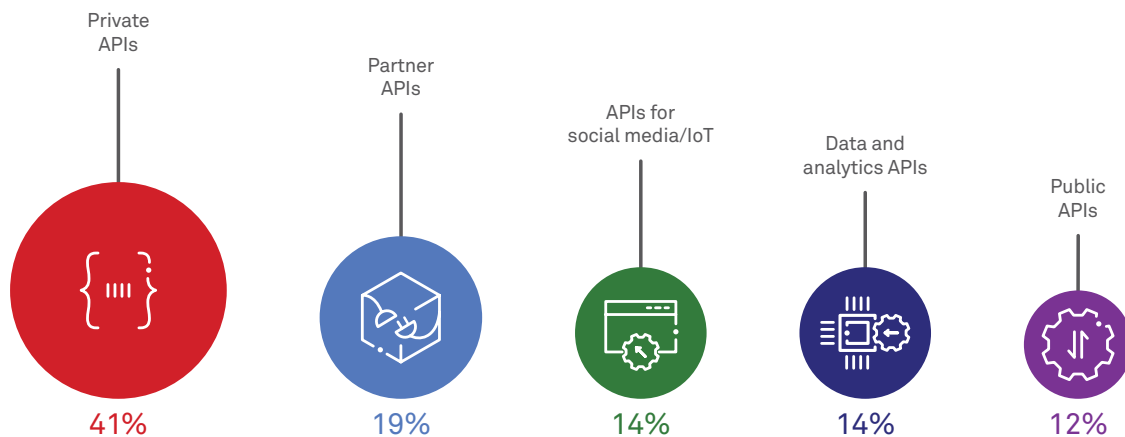 Private
APIs
Partner
APIs
APIs for
social media/IoT
Data and
analytics APIs
Public
APIs
41%
19%
14%
14%
12%